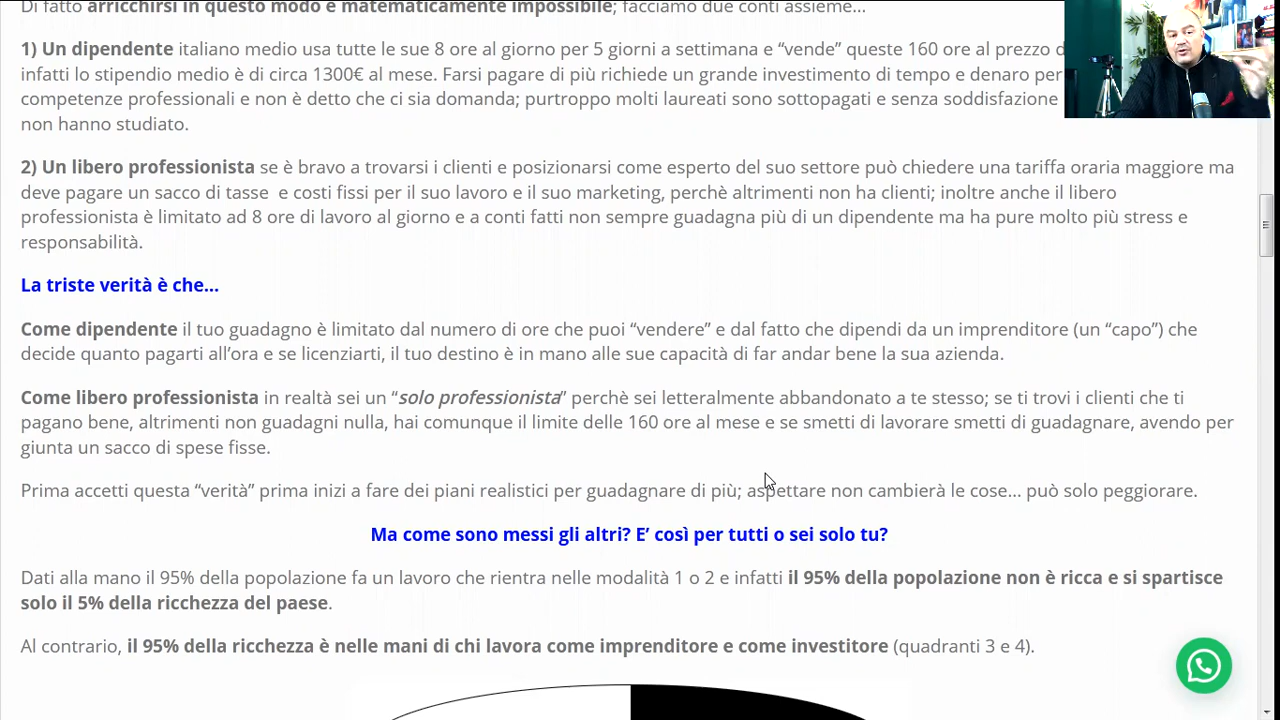 Di fatto arricchirsi in questo modo è matematicamente impossibile; facciamo due conti assieme…
1) Un dipendente italiano medio usa tutte le sue 8 ore al giorno per 5 giorni a settimana e “vende” queste 160 ore al prezzo
infatti lo stipendio medio è di circa 1300€ al mese. Farsi pagare di più richiede un grande investimento di tempo e denaro per
competenze professionali e non è detto che ci sia domanda; purtroppo molti laureati sono sottopagati e senza soddisfazione
non hanno studiato.
2) Un libero professionista se è bravo a trovarsi i clienti e posizionarsi come esperto del suo settore può chiedere una tariffa oraria maggiore ma
deve pagare un sacco di tasse e costi fissi per il suo lavoro e il suo marketing, perchè altrimenti non ha clienti; inoltre anche il libero
professionista è limitato ad 8 ore di lavoro al giorno e a conti fatti non sempre guadagna più di un dipendente ma ha pure molto più stress e
responsabilità.
La triste verità è che…
Come dipendente il tuo guadagno è limitato dal numero di ore che puoi “vendere” e dal fatto che dipendi da un imprenditore (un “capo”) che
decide quanto pagarti all’ora e se licenziarti, il tuo destino è in mano alle sue capacità di far andar bene la sua azienda.
Come libero professionista in realtà sei un “solo professionista” perchè sei letteralmente abbandonato a te stesso; se ti trovi i clienti che ti
pagano bene, altrimenti non guadagni nulla, hai comunque il limite delle 160 ore al mese e se smetti di lavorare smetti di guadagnare, avendo per
giunta un sacco di spese fisse.
Prima accetti questa “verità” prima inizi a fare dei piani realistici per guadagnare di più; aspettare non cambierà le cose… può solo peggiorare.
Ma come sono messi gli altri? E’ così per tutti o sei solo tu?
Dati alla mano il 95% della popolazione fa un lavoro che rientra nelle modalità 1 o 2 e infatti il 95% della popolazione non è ricca e si spartisce
solo il 5% della ricchezza del paese.
Al contrario, il 95% della ricchezza è nelle mani di chi lavora come imprenditore e come investitore (quadranti 3 e 4).